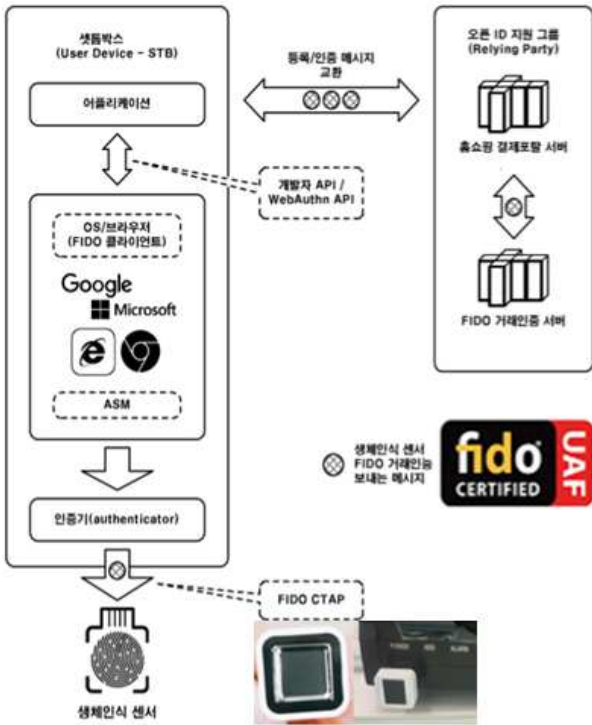 셋톱박스
(User Device - STB)
어플리케이션
개발자 API /
WebAuthn API
OS/브라우저
(FIDO 클라이언트)
Google
Microsoft
ASM
인증기(authenticator)
FIDO CTAP
생체인식 센서
등록/인증 메시지
교환
오픈 ID 지원 그룹
(Relying Party)
홈쇼핑 결제포탈 서버
FIDO 거래인증 서버
생체인식 센서
FIDO 거래인늠
보내는 메시지
fido
CERTIFIED
UAF